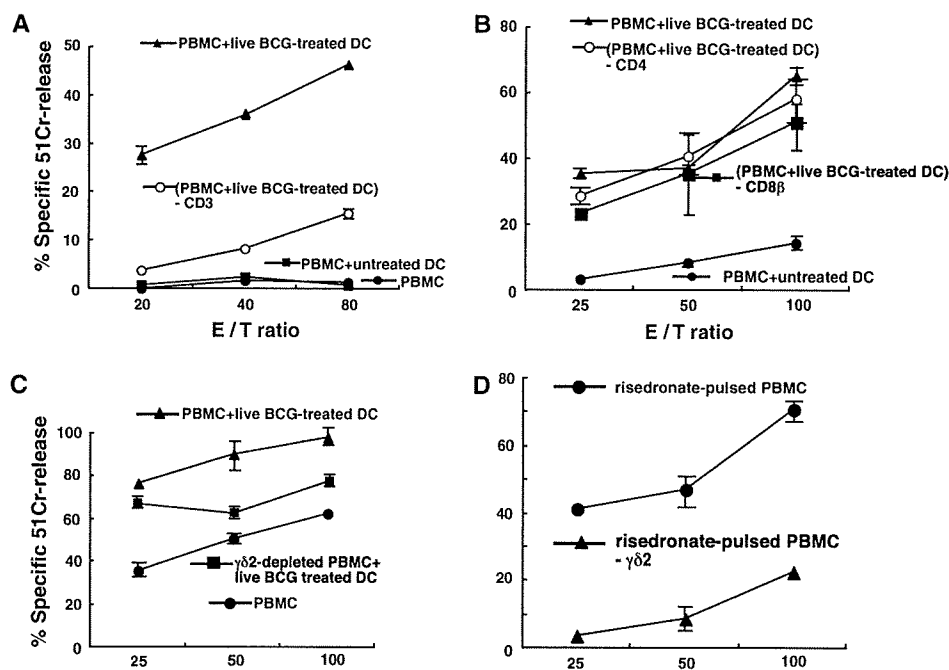 A
50
40
30
20
10
0
% Specific 51Cr-release
PBMC+live BCG-treated DC
(PBMC+live BCG-treated DC)
- CD3
PBMC+untreated DC
PBMC
20 40 80
E / T ratio
B
80
60
40
20
0
PBMC+live BCG-treated DC
(PBMC+live BCG-treated DC)
- CD4
(PBMC+live BCG-treated DC)
- CD8β
PBMC+untreated DC
25 50 100
E / T ratio
C
100
80
60
40
20
0
% Specific 51Cr-release
PBMC+live BCG-treated DC
γδ2-depleted PBMC+
live BCG treated DC
PBMC
25 50 100
D
80
60
40
20
0
risedronate-pulsed PBMC
risedronate-pulsed PBMC
- γδ2
25 50 100